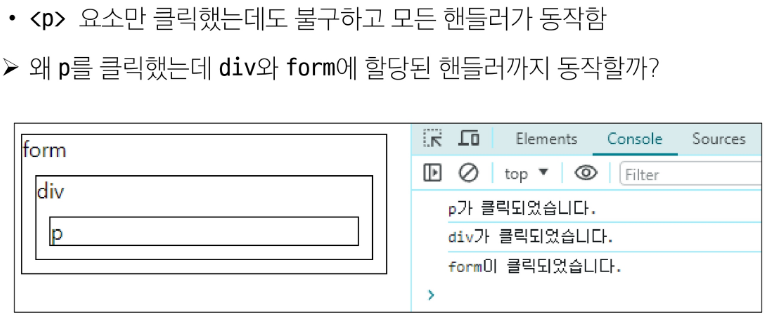 • <p> 요소만 클릭했는데도 불구하고 모든 핸들러가 동작함
➢ 왜 p를 클릭했는데 div와 form에 할당된 핸들러까지 동작할까?
form
div
p
Elements Console Sources
top ▼ Filter
p가 클릭되었습니다.
div가 클릭되었습니다.
form이 클릭되었습니다.
>